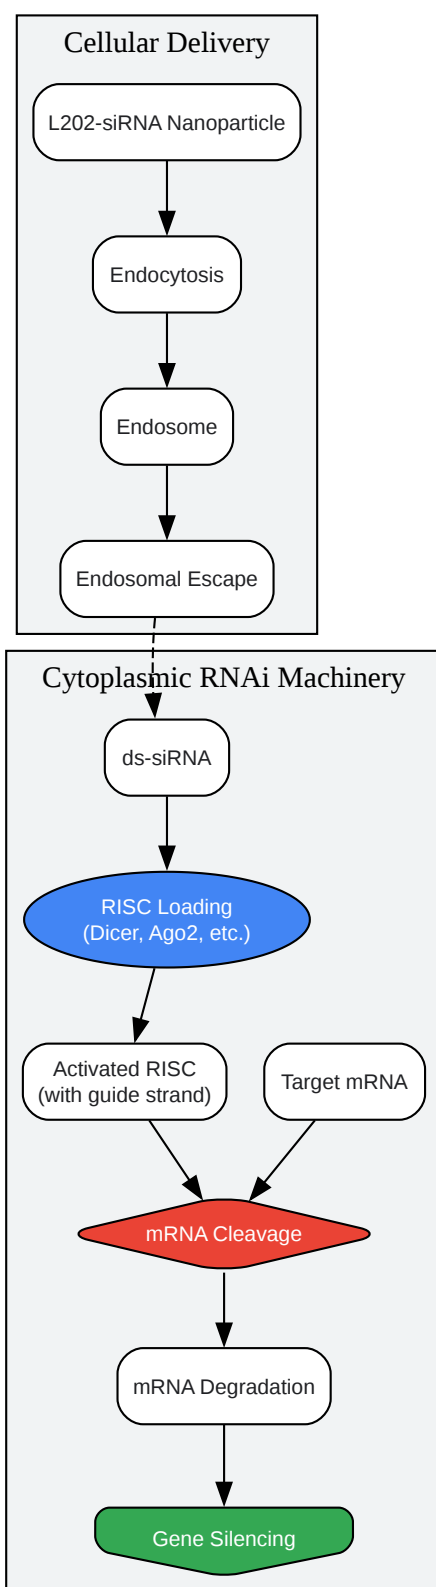 Cellular Delivery
L202-siRNA Nanoparticle
Endocytosis
Endosome
Endosomal Escape
Cytoplasmic RNAi Machinery
ds-siRNA
RISC Loading
(Dicer, Ago2, etc.)
Activated RISC
(with guide strand)
Target mRNA
mRNA Cleavage
mRNA Degradation
Gene Silencing